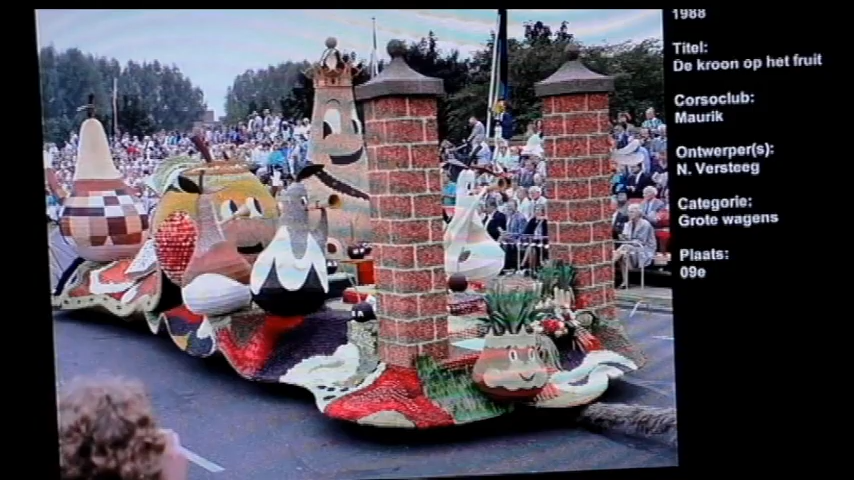 1988
Titel:
De kroon op het fruit
Corsoclub:
Maurik
Ontwerper(s):
N. Versteeg
Categorie:
Grote wagens
Plaats:
09e